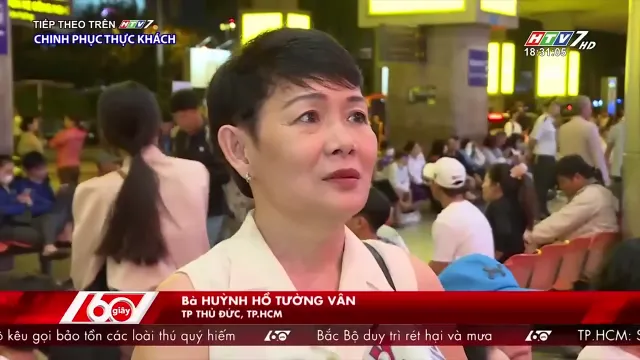 TIẾP THEO TRÊN HTV7
CHINH PHỤC THỰC KHÁCH
HTV7 HD
18:31:05
60 giây
Bà HUỲNH HỒ TƯỜNG VÂN
TP THỦ ĐỨC, TP.HCM
kêu gọi bảo tồn các loài thú quý hiếm 60 Bắc Bộ duy trì rét hại và mưa 60 TP.HCM: